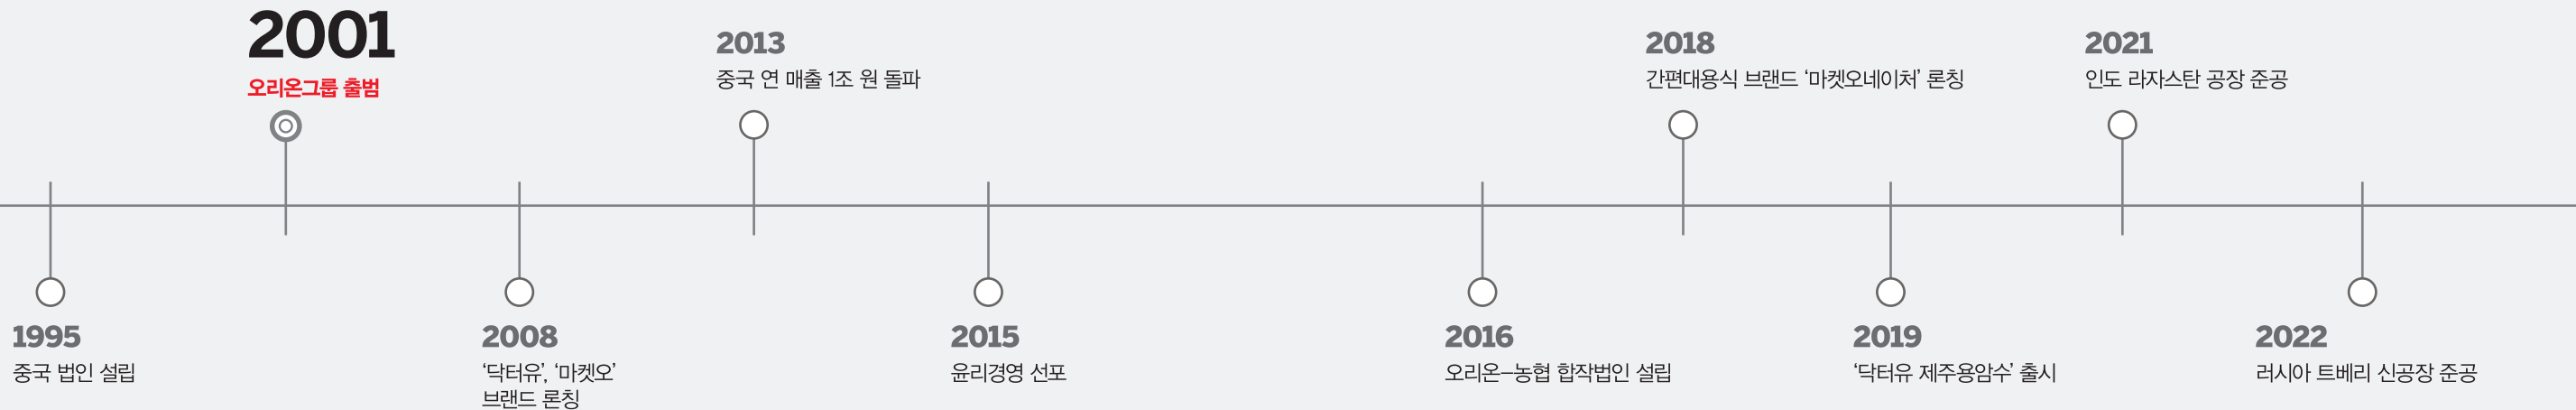 2001
오리온그룹 출범
2013
중국 연 매출 1조 원 돌파
2018
간편대용식 브랜드 ‘마켓오네이처’ 론칭
2021
인도 라자스탄 공장 준공
1995
중국 법인 설립
2008
‘닥터유’, ‘마켓오’
브랜드 론칭
2015
윤리경영 선포
2016
오리온–농협 합작법인 설립
2019
‘닥터유 제주용암수’ 출시
2022
러시아 트베리 신공장 준공